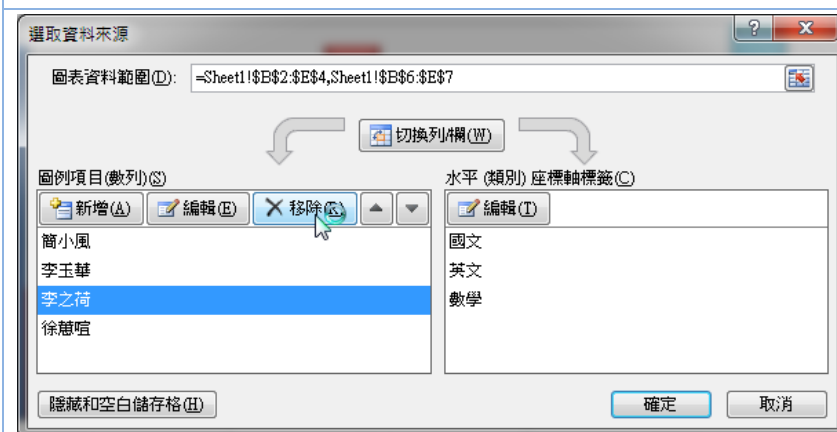 選取資料來源
圖表資料範圍(D): =Sheet1!$B$2:$E$4,Sheet1!$B$6:$E$7
切換列/欄(W)
圖例項目(數列)(S)
新增(A) 編輯(E) 移除(R)
簡小風
李玉華
李之荷
徐蕙喧
水平 (類別) 座標軸標籤(C)
編輯(T)
國文
英文
數學
隱藏和空白儲存格(H)
確定 取消